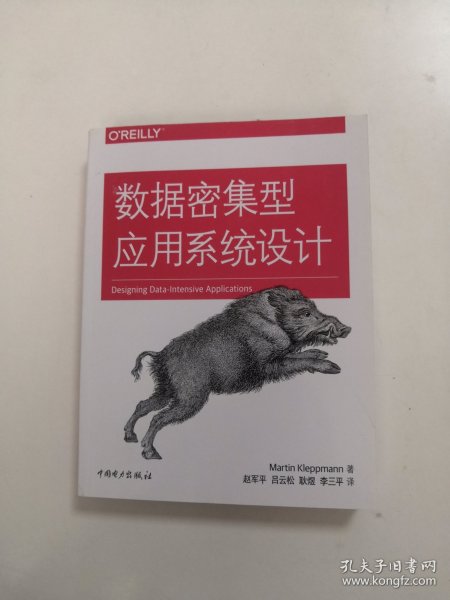 O'REILLY
数据密集型
应用系统设计
Designing Data-Intensive Applications
Martin Kleppmann 著
赵军平 吕云松 耿煜 李三平 译
中国电力出版社
孔夫子旧书网
www.kongfz.com